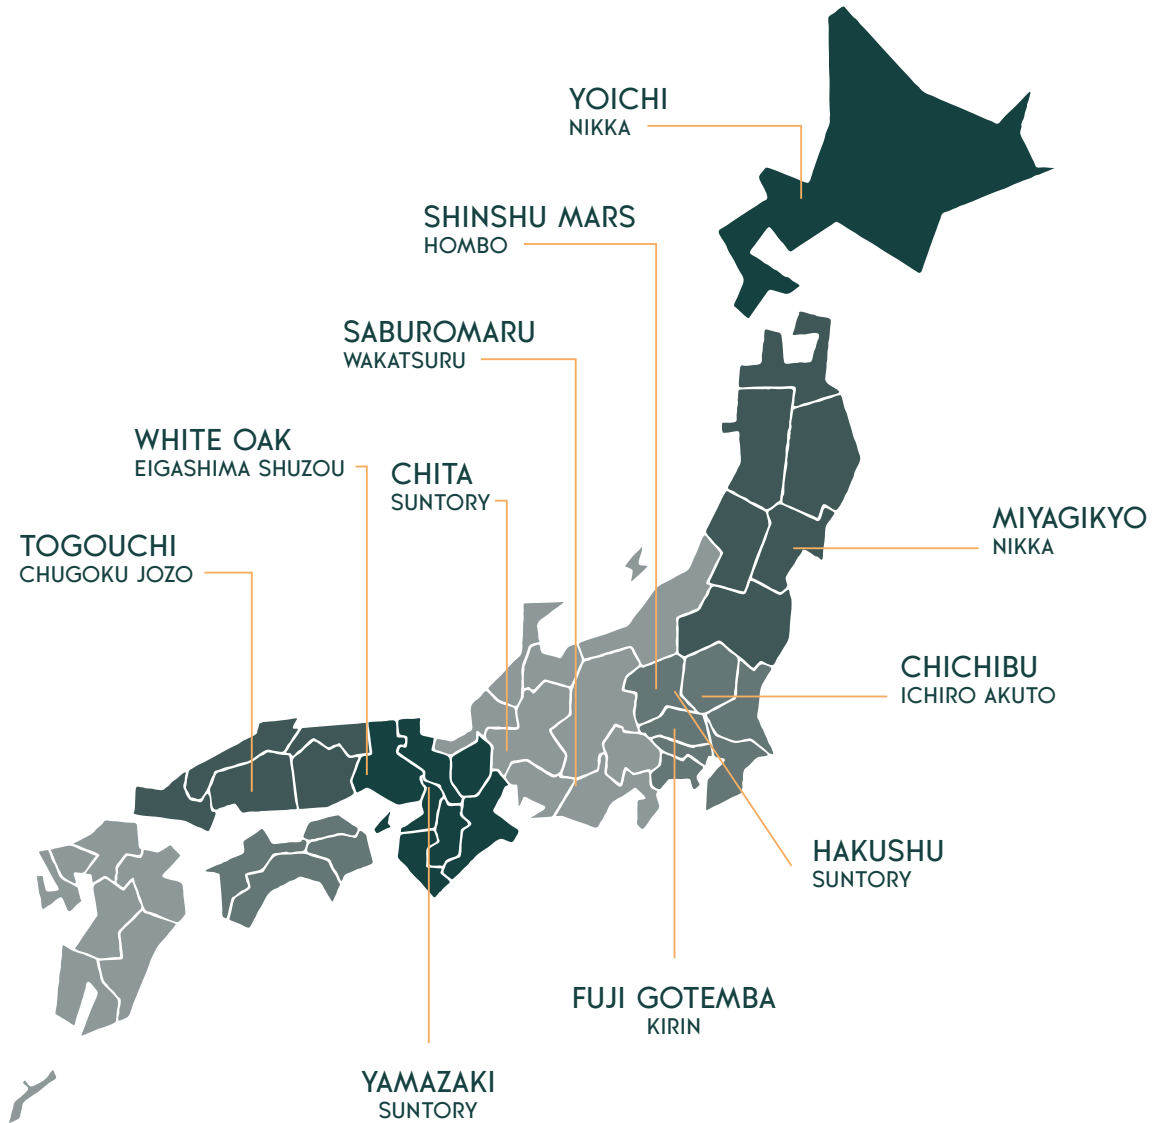 YOICHI
NIKKA
SHINSHU MARS
HOMBO
SABUROMARU
WAKATSURU
WHITE OAK
EIGASHIMA SHUZOU
CHITA
SUNTORY
MIYAGIKYO
NIKKA
TOGOUCHI
CHUGOKU JOZO
CHICHIBU
ICHIRO AKUTO
HAKUSHU
SUNTORY
FUJI GOTEMBA
KIRIN
YAMAZAKI
SUNTORY